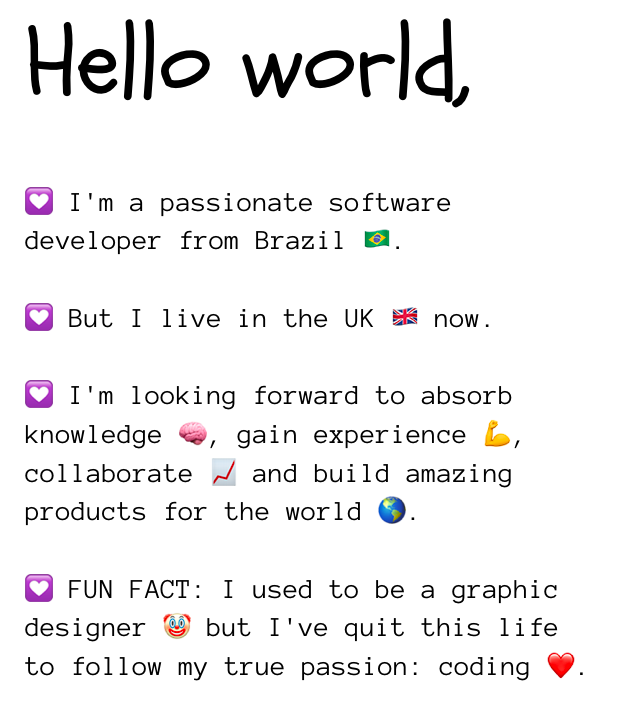 Hello world,
💟 I'm a passionate software
developer from Brazil 🇧🇷.
💟 But I live in the UK 🇬🇧 now.
💟 I'm looking forward to absorb
knowledge 🧠, gain experience 💪,
collaborate 📈 and build amazing
products for the world 🌎.
💟 FUN FACT: I used to be a graphic
designer 🤡 but I've quit this life
to follow my true passion: coding ❤️.